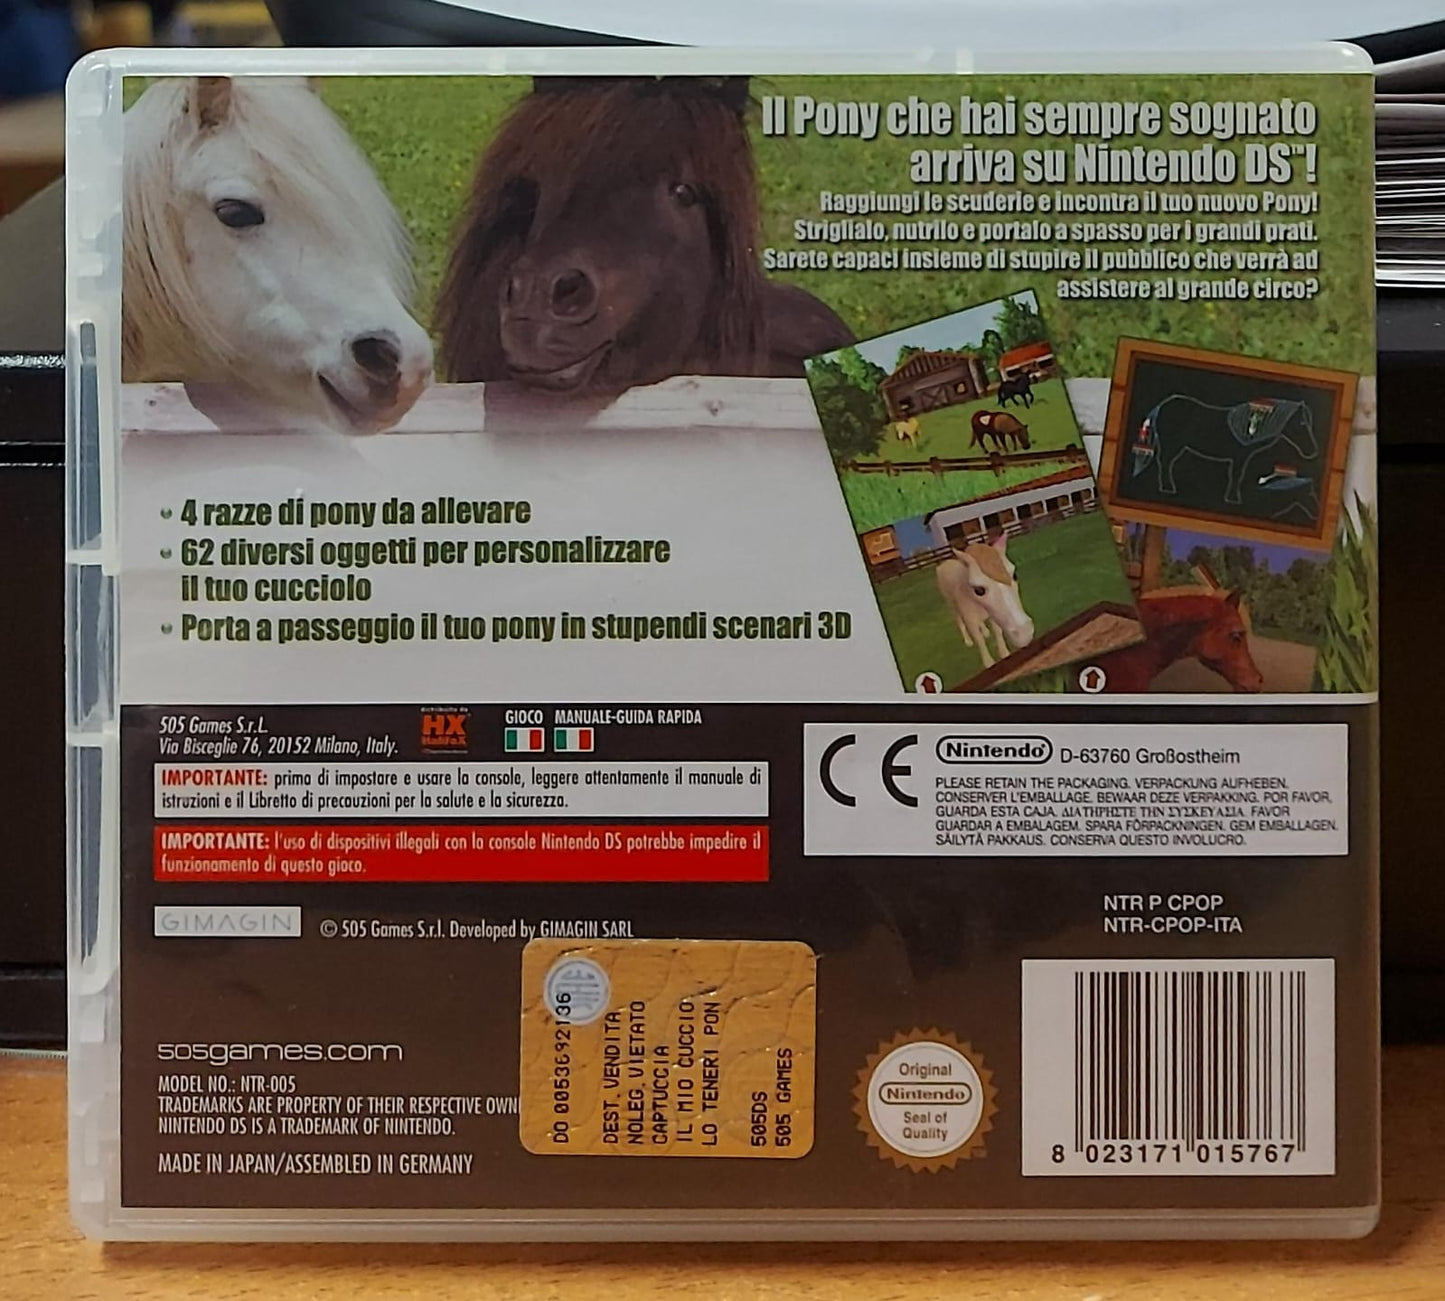 Il Pony che hai sempre sognato
arriva su Nintendo DS™!
Raggiungi le scuderie e incontra il tuo nuovo Pony!
Striglialo, nutrilo e portalo a spasso per i grandi prati.
Sarete capaci insieme di stupire il pubblico che verrà ad
assistere al grande circo?
• 4 razze di pony da allevare
• 62 diversi oggetti per personalizzare
il tuo cucciolo
• Porta a passeggio il tuo pony in stupendi scenari 3D
505 Games S.r.L.
Via Bisceglie 76, 20152 Milano, Italy.
distribuito da
HX
Halifax
GIOCO MANUALE-GUIDA RAPIDA
IMPORTANTE: prima di impostare e usare la console, leggere attentamente il manuale di
istruzioni e il Libretto di precauzioni per la salute e la sicurezza.
IMPORTANTE: l'uso di dispositivi illegali con la console Nintendo DS potrebbe impedire il
funzionamento di questo gioco.
CE
Nintendo® D-63760 Großostheim
PLEASE RETAIN THE PACKAGING. VERPACKUNG AUFHEBEN.
CONSERVER L'EMBALLAGE. BEWAAR DEZE VERPAKKING. POR FAVOR,
GUARDA ESTA CAJA. ΔΙΑΤΗΡΗΣΤΕ ΤΗΝ ΣΥΣΚΕΥΑΣΙΑ. FAVOR
GUARDAR A EMBALAGEM. SPARA FÖRPACKNINGEN. GEM EMBALLAGEN.
SÄILYTÄ PAKKAUS. CONSERVA QUESTO INVOLUCRO.
NTR P CPOP
NTR-CPOP-ITA
GIMAGIN
© 505 Games S.r.l. Developed by GIMAGIN SARL
505games.com
MODEL NO.: NTR-005
TRADEMARKS ARE PROPERTY OF THEIR RESPECTIVE OWN
NINTENDO DS IS A TRADEMARK OF NINTENDO.
MADE IN JAPAN/ASSEMBLED IN GERMANY
DO 0053692136
DEST. VENDITA
NOLEG. VIETATO
CAPTUCCIA
IL MIO CUCCIO
LO TENERI PON
505DS
505 GAMES
Original
Nintendo
Seal of
Quality
8 023171 015767